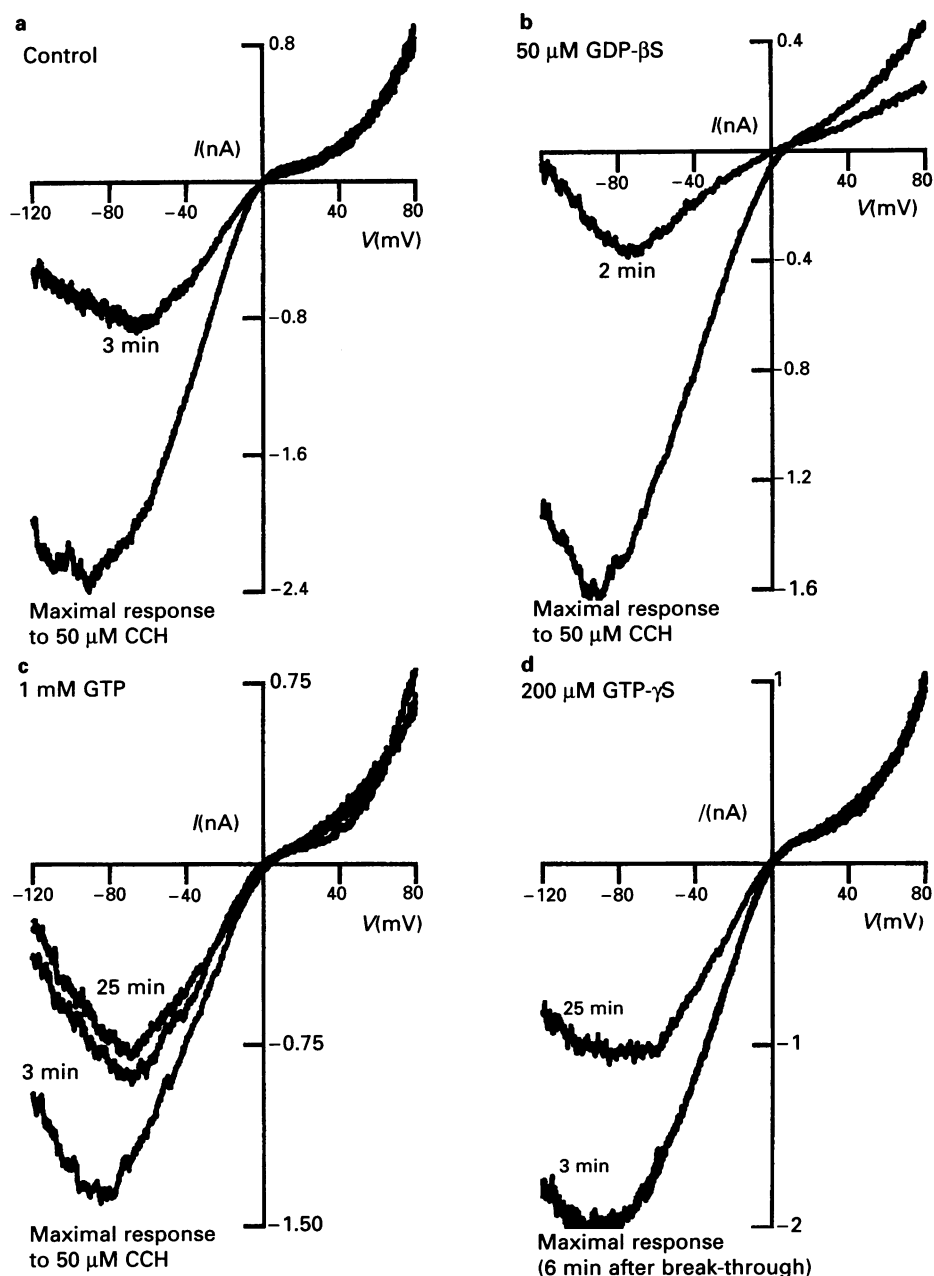 a
Control
0.8
I(nA)
−120 −80 −40 40 80
V(mV)
−0.8
3 min
−1.6
−2.4
Maximal response
to 50 μM CCH
b
50 μM GDP-βS
0.4
I(nA)
−80 −40 40 80
V(mV)
2 min
−0.4
−0.8
−1.2
−1.6
Maximal response
to 50 μM CCH
c
1 mM GTP
0.75
I(nA)
−120 −80 −40 40 80
V(mV)
25 min
−0.75
3 min
−1.50
Maximal response
to 50 μM CCH
d
200 μM GTP-γS
1
I(nA)
−120 −80 −40 40 80
V(mV)
25 min
−1
3 min
−2
Maximal response
(6 min after break-through)